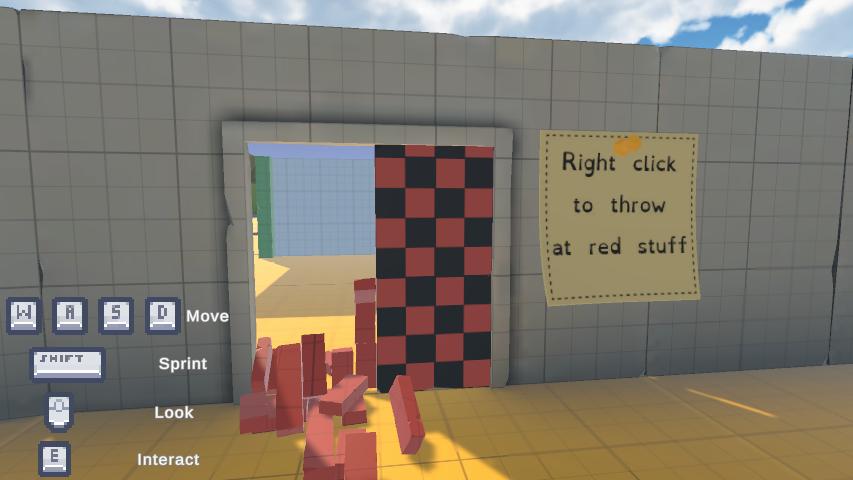 Right click
to throw
at red stuff
W A S D Move
SHIFT Sprint
Look
E Interact